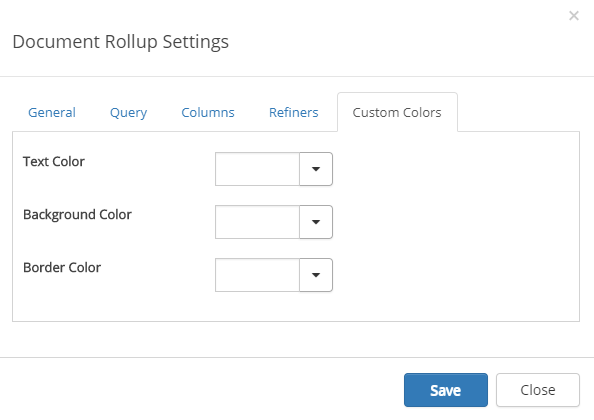 ×
Document Rollup Settings
General Query Columns Refiners Custom Colors
Text Color
Background Color
Border Color
Save Close